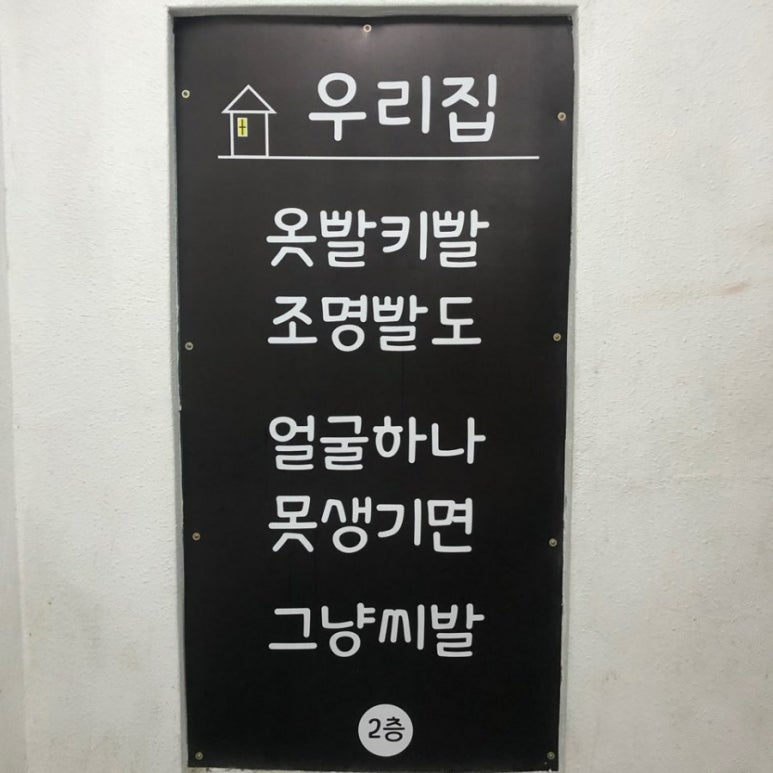 우리집
옷빨키빨
조명빨도
얼굴하나
못생기면
그냥씨발
2층